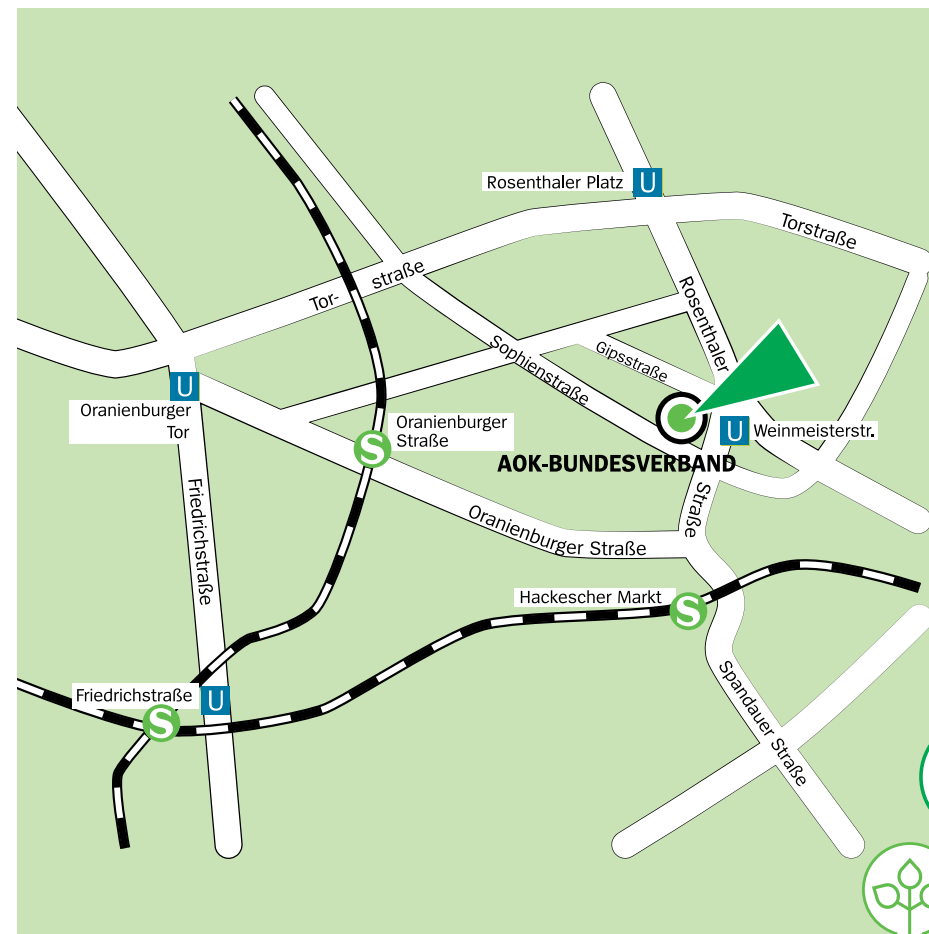 Rosenthaler Platz U
Torstraße
Tor- straße
Rosenthaler
Gipsstraße
Sophienstraße
U
Oranienburger
Tor
Oranienburger
Straße
S
U Weinmeisterstr.
AOK-BUNDESVERBAND
Friedrichstraße
Straße
Oranienburger Straße
Hackescher Markt
S
Friedrichstraße U
S
Spandauer Straße